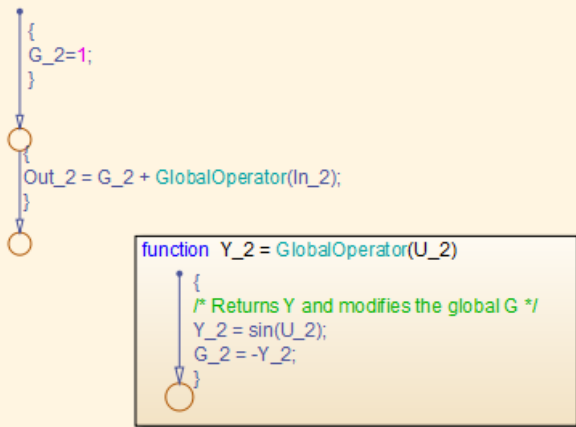 {
G_2=1;
}
{
Out_2 = G_2 + GlobalOperator(In_2);
}
function Y_2 = GlobalOperator(U_2)
{
/* Returns Y and modifies the global G */
Y_2 = sin(U_2);
G_2 = -Y_2;
}